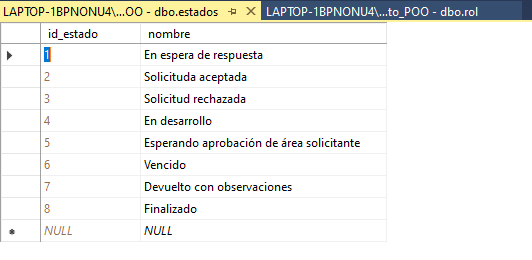 LAPTOP-1BPNONU4\...OO - dbo.estados LAPTOP-1BPNONU4\...to_POO - dbo.rol
id_estado nombre
1 En espera de respuesta
2 Solicituda aceptada
3 Solicitud rechazada
4 En desarrollo
5 Esperando aprobación de área solicitante
6 Vencido
7 Devuelto con observaciones
8 Finalizado
NULL NULL